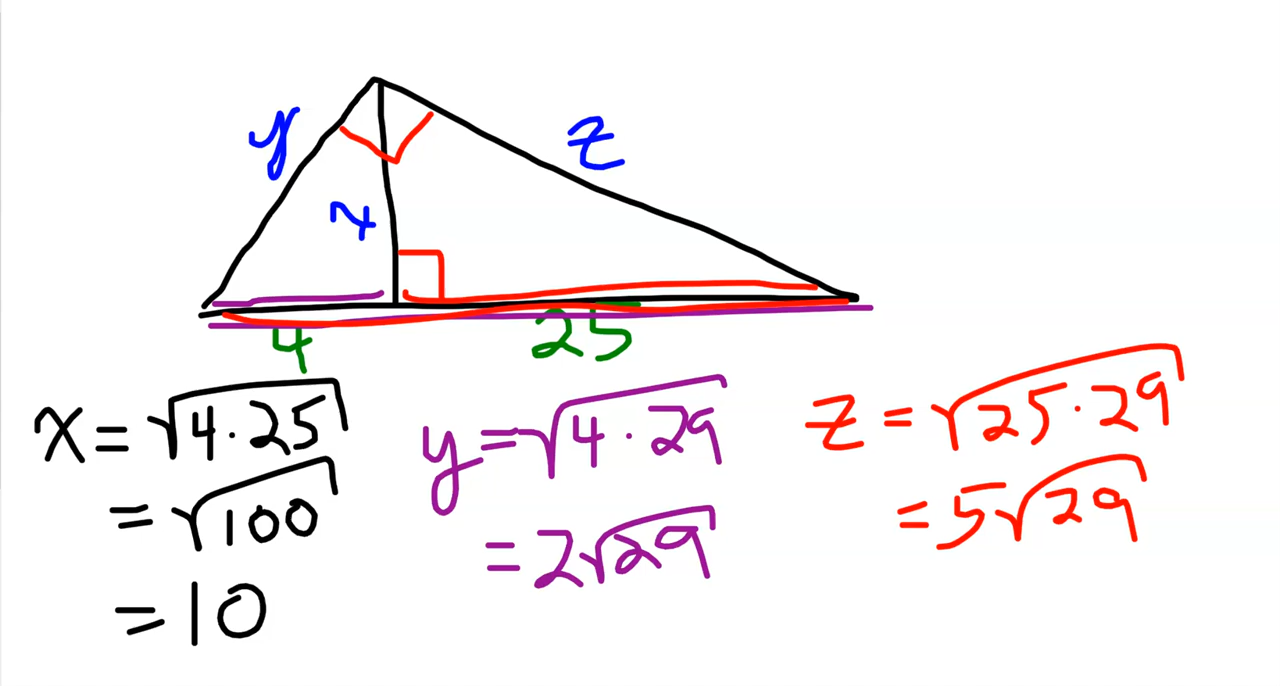 y
z
x
4
25
x = √4·25
= √100
= 10
y = √4·29
= 2√29
z = √25·29
= 5√29